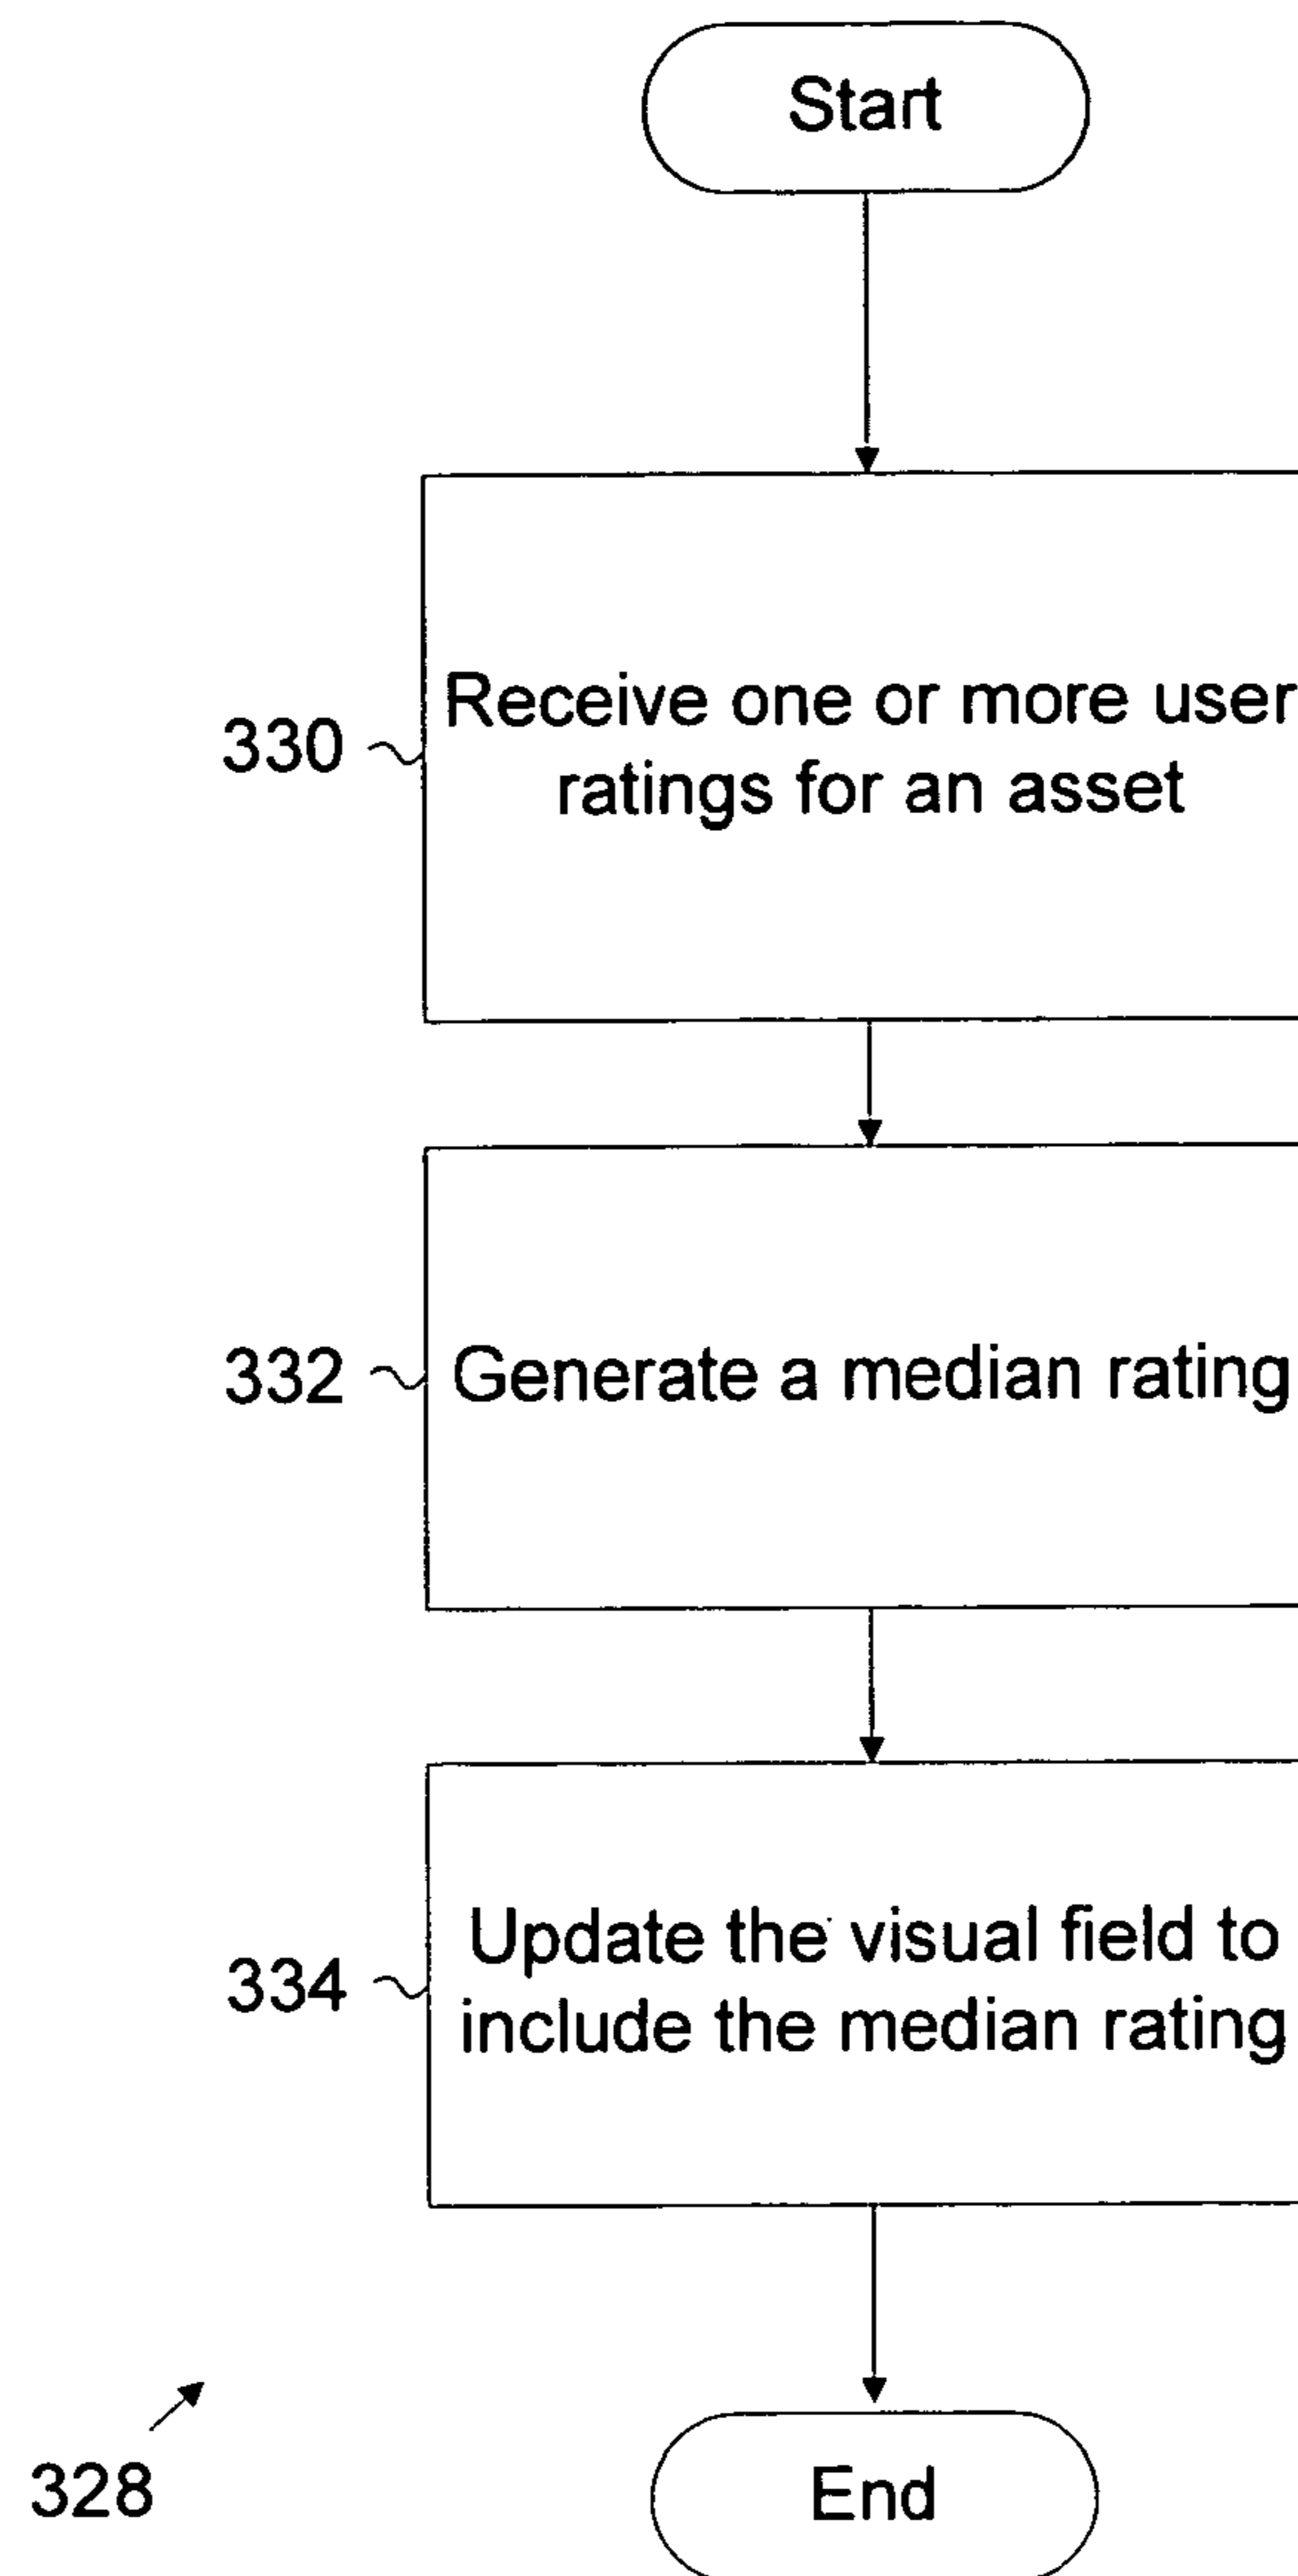 Start
330
Receive one or more user
ratings for an asset
332
Generate a median rating
334
Update the visual field to
include the median rating
328
End